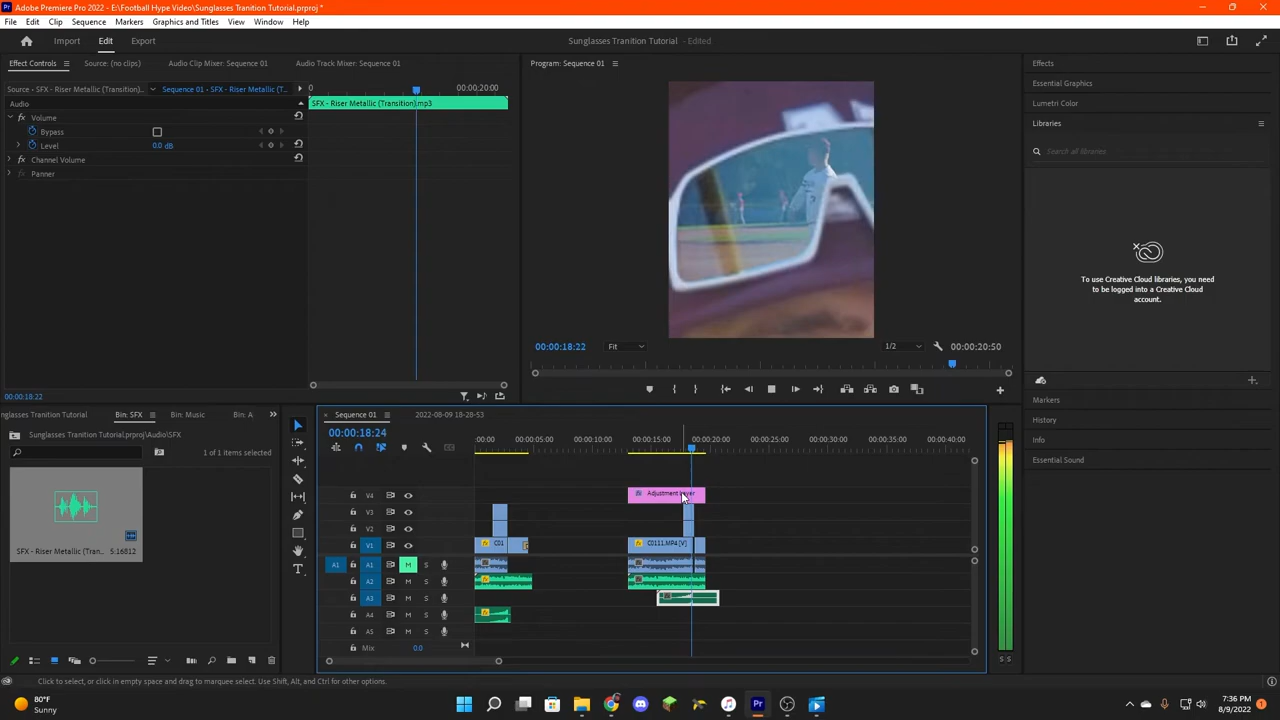 Adobe Premiere Pro 2022 - E:\Football Hype Video\Sunglasses Tranition Tutorial.prproj *
File Edit Clip Sequence Markers Graphics and Titles View Window Help
Import Edit Export
Sunglasses Tranition Tutorial - Edited
Effect Controls Source: (no clips) Audio Clip Mixer: Sequence 01 Audio Track Mixer: Sequence 01
Source - SFX - Riser Metallic (Transition)... Sequence 01 - SFX - Riser Metallic (T...
:00 00;00;20;00
Audio
SFX - Riser Metallic (Transition).mp3
fx Volume
Bypass
Level 0.0 dB
fx Channel Volume
Panner
00;00;18;22
Program: Sequence 01
00;00;18;22 Fit 1/2 00;00;20;50
Effects
Essential Graphics
Lumetri Color
Libraries
Search all libraries
To use Creative Cloud libraries, you need to be logged into a Creative Cloud account.
Markers
History
Info
Essential Sound
nglasses Tranition Tutorial Bin: SFX Bin: Music Bin: A
Sunglasses Tranition Tutorial.prproj\Audio\SFX
1 of 1 items selected
SFX - Riser Metallic (Tran... 5:16812
Sequence 01 2022-08-09 18-28-53
00;00;18;24
:00;00 00;00;05;00 00;00;10;00 00;00;15;00 00;00;20;00 00;00;25;00 00;00;30;00 00;00;35;00 00;00;40;00
V4 Adjustment Layer
V3
V2
V1 C01 C0111.MP4 [V]
A1 A1 M S
A2 M S
A3 M S
A4 M S
A5 M S
Mix 0.0
S S
Click to select, or click in empty space and drag to marquee select. Use Shift, Alt, and Ctrl for other options.
80°F
Sunny
7:36 PM
8/9/2022